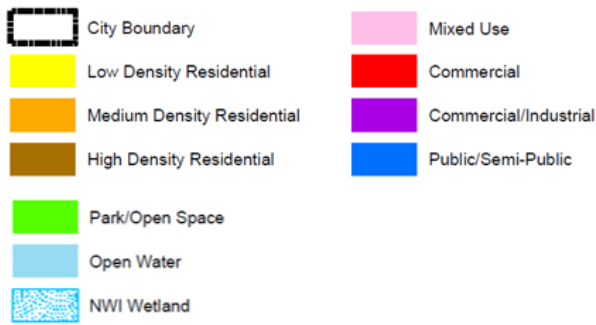 City Boundary
Low Density Residential
Medium Density Residential
High Density Residential
Park/Open Space
Open Water
NWI Wetland
Mixed Use
Commercial
Commercial/Industrial
Public/Semi-Public